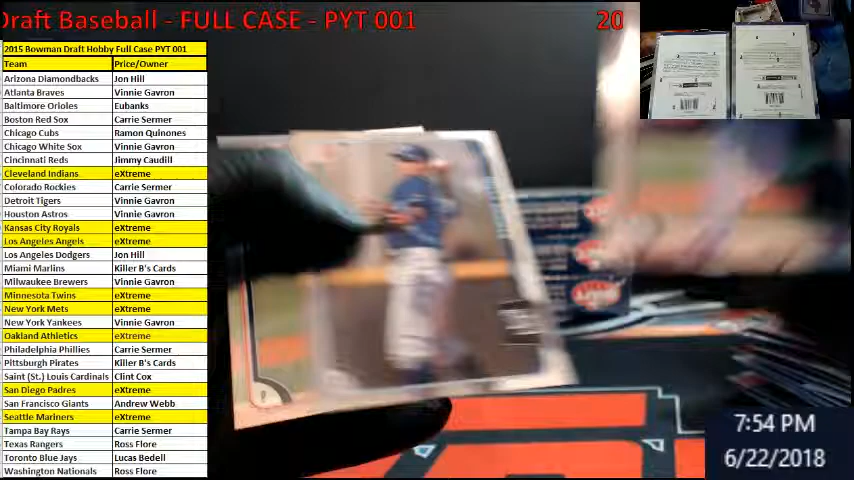 Draft Baseball - FULL CASE - PYT 001 20
2015 Bowman Draft Hobby Full Case PYT 001
Team Price/Owner
Arizona Diamondbacks Jon Hill
Atlanta Braves Vinnie Gavron
Baltimore Orioles Eubanks
Boston Red Sox Carrie Sermer
Chicago Cubs Ramon Quinones
Chicago White Sox Vinnie Gavron
Cincinnati Reds Jimmy Caudill
Cleveland Indians eXtreme
Colorado Rockies Carrie Sermer
Detroit Tigers Vinnie Gavron
Houston Astros Vinnie Gavron
Kansas City Royals eXtreme
Los Angeles Angels eXtreme
Los Angeles Dodgers Jon Hill
Miami Marlins Killer B's Cards
Milwaukee Brewers Vinnie Gavron
Minnesota Twins eXtreme
New York Mets eXtreme
New York Yankees Vinnie Gavron
Oakland Athletics eXtreme
Philadelphia Phillies Carrie Sermer
Pittsburgh Pirates Killer B's Cards
Saint (St.) Louis Cardinals Clint Cox
San Diego Padres eXtreme
San Francisco Giants Andrew Webb
Seattle Mariners eXtreme
Tampa Bay Rays Carrie Sermer
Texas Rangers Ross Flore
Toronto Blue Jays Lucas Bedell
Washington Nationals Ross Flore
7:54 PM
6/22/2018